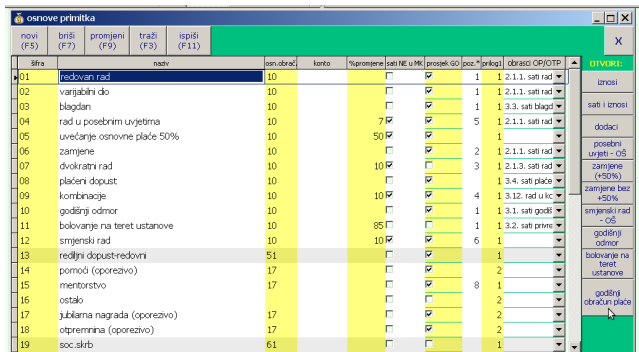 osnove primitka
novi (F5) briši (F7) promjeni (F9) traži (F3) ispiši (F11) X
šifra naziv osn.obrač. konto %promjene sati NE u MK prosjek GO poz.* prilog1 obrasci OP/OTP
01 redovan rad 10 1 1 2.1.1. sati rad
02 varijabilni dio 10 1 1 2.1.1. sati rad
03 blagdan 10 1 1 3.3. sati blagd
04 rad u posebnim uvjetima 10 7 5 1 2.1.1. sati rad
05 uvećanje osnovne plaće 50% 10 50 1
06 zamjene 10 2 1 2.1.1. sati rad
07 dvokratni rad 10 10 3 1 2.1.3. sati rad
08 plaćeni dopust 10 1 3.4. sati plaće
09 kombinacije 10 10 4 1 3.12. rad u kc
10 godišnji odmor 10 1 1 3.1. sati godiš
11 bolovanje na teret ustanove 10 85 1 1 3.2. sati privre
12 smjenski rad 10 10 6 1
13 rediljni dopust-redovni 51 1
14 pomoći (oporezivo) 17 2
15 mentorstvo 17 8 1
16 ostalo 2
17 jubilarna nagrada (oporezivo) 17 2
18 otpremnina (oporezivo) 17 2
19 soc.skrb 61 1
OTVORI:
iznosi
sati i iznosi
dodaci
posebni
uvjeti - OŠ
zamjene
(+50%)
zamjene bez
+50%
smjenski rad
- OŠ
godišnji
odmor
bolovanje na
teret
ustanove
godišnji
obračun plaće